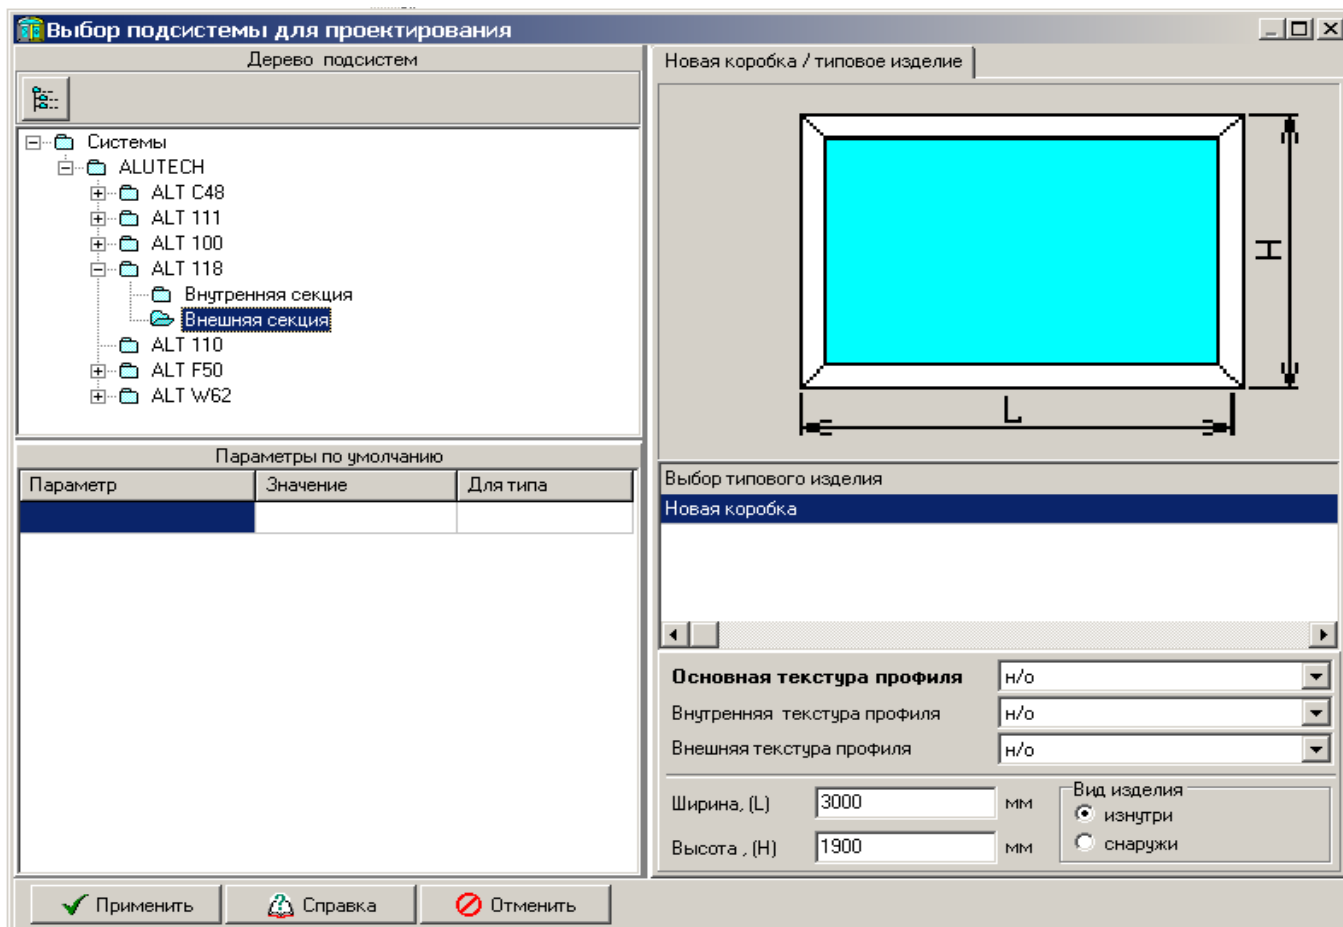 Выбор подсистемы для проектирования
Дерево подсистем
Системы
ALUTECH
ALT C48
ALT 111
ALT 100
ALT 118
Внутренняя секция
Внешняя секция
ALT 110
ALT F50
ALT W62
Параметры по умолчанию
Параметр Значение Для типа
Новая коробка / типовое изделие
H
L
Выбор типового изделия
Новая коробка
Основная текстура профиля н/о
Внутренняя текстура профиля н/о
Внешняя текстура профиля н/о
Ширина, (L) 3000 мм
Высота , (H) 1900 мм
Вид изделия
изнутри
снаружи
Применить Справка Отменить